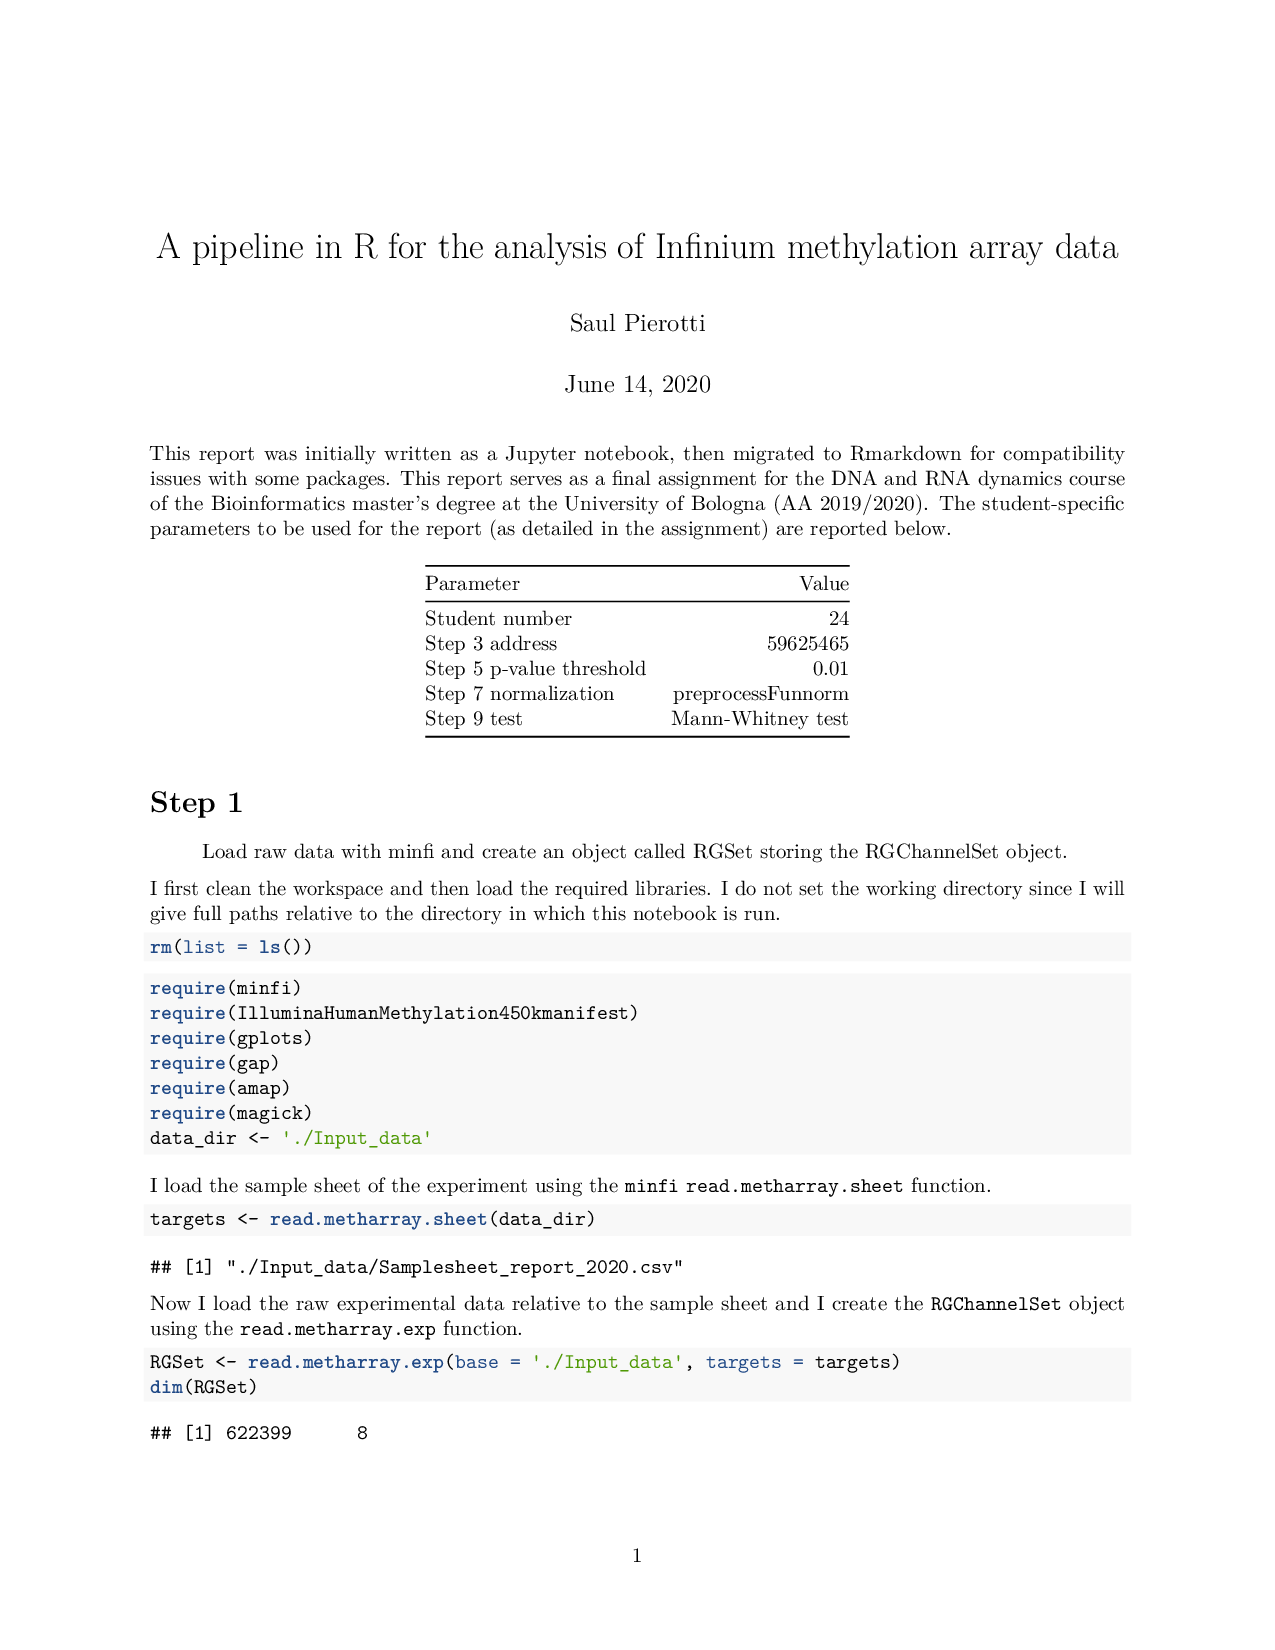 A pipeline in R for the analysis of Infinium methylation array data
Saul Pierotti
June 14, 2020
This report was initially written as a Jupyter notebook, then migrated to Rmarkdown for compatibility
issues with some packages. This report serves as a final assignment for the DNA and RNA dynamics course
of the Bioinformatics master's degree at the University of Bologna (AA 2019/2020). The student-specific
parameters to be used for the report (as detailed in the assignment) are reported below.
Parameter Value
Student number 24
Step 3 address 59625465
Step 5 p-value threshold 0.01
Step 7 normalization preprocessFunnorm
Step 9 test Mann-Whitney test
Step 1
Load raw data with minfi and create an object called RGSet storing the RGChannelSet object.
I first clean the workspace and then load the required libraries. I do not set the working directory since I will
give full paths relative to the directory in which this notebook is run.
rm(list = ls())
require(minfi)
require(IlluminaHumanMethylation450kmanifest)
require(gplots)
require(gap)
require(amap)
require(magick)
data_dir <- './Input_data'
I load the sample sheet of the experiment using the minfi read.metharray.sheet function.
targets <- read.metharray.sheet(data_dir)
## [1] "./Input_data/Samplesheet_report_2020.csv"
Now I load the raw experimental data relative to the sample sheet and I create the RGChannelSet object
using the read.metharray.exp function.
RGSet <- read.metharray.exp(base = './Input_data', targets = targets)
dim(RGSet)
## [1] 622399      8
1